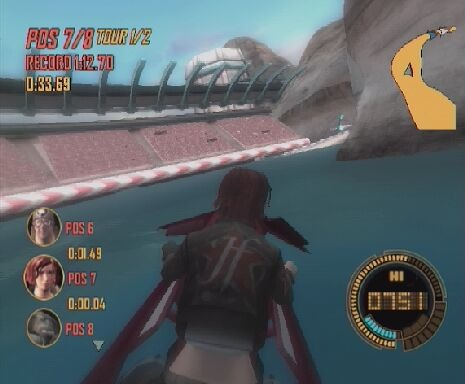 POS 7/8 TOUR 1/2
RECORD 1:12.70
0:33.69
POS 6
0:01.49
POS 7
0:00.04
POS 8
HI